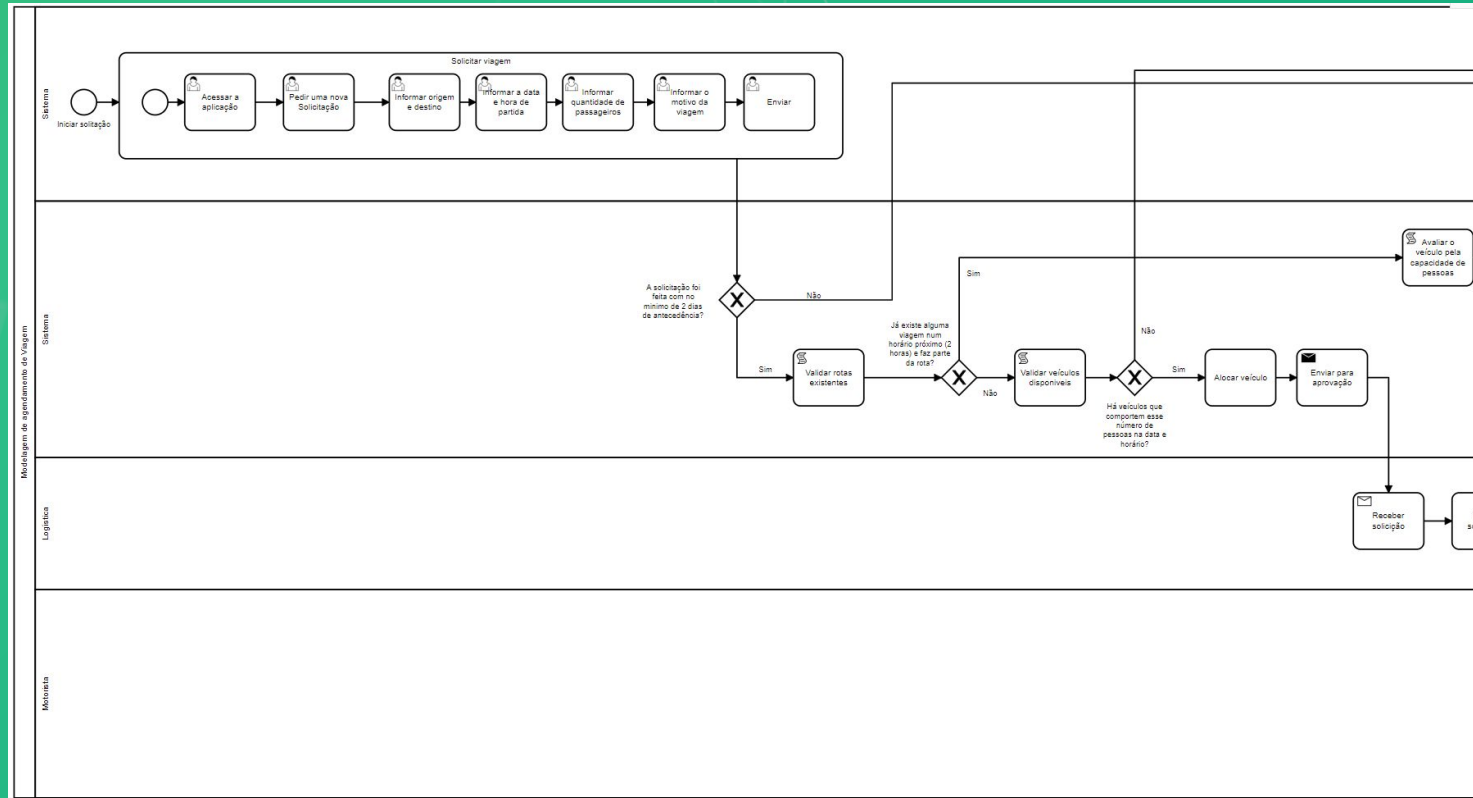 Modelagem de agendamento de Viagem
Sistema
Iniciar solitação
Solicitar viagem
Acessar a
aplicação
Pedir uma nova
Solicitação
Informar origem
e destino
Informar a data
e hora de
partida
Informar
quantidade de
passageiros
Informar o
motivo da
viagem
Enviar
Sistema
A solicitação foi
feita com no
minimo de 2 dias
de antecedência?
Não
Sim
Validar rotas
existentes
Já existe alguma
viagem num
horário próximo (2
horas) e faz parte
da rota?
Sim
Não
Validar veículos
disponiveis
Não
Há veículos que
comportem esse
número de
pessoas na data e
horário?
Sim
Alocar veículo
Enviar para
aprovação
Avaliar o
veículo pela
capacidade de
pessoas
Logistica
Receber
solicição
Motorista